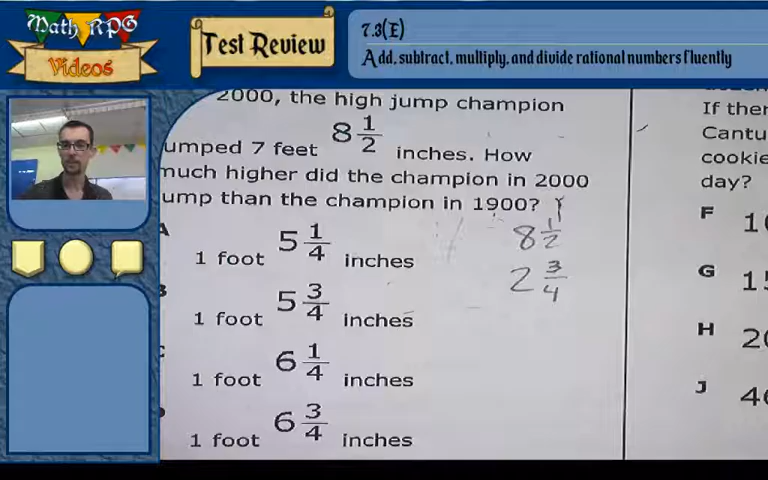 Math RPG
Videos
Test Review
7.3(E)
Add, subtract, multiply, and divide rational numbers fluently
2000, the high jump champion
umped 7 feet 8 1/2 inches. How
much higher did the champion in 2000
ump than the champion in 1900?
1 foot 5 1/4 inches
1 foot 5 3/4 inches
1 foot 6 1/4 inches
1 foot 6 3/4 inches
8 1/2
2 3/4
If ther
Cantu
cookie
day?
F 1
G 1
H 2
J 4